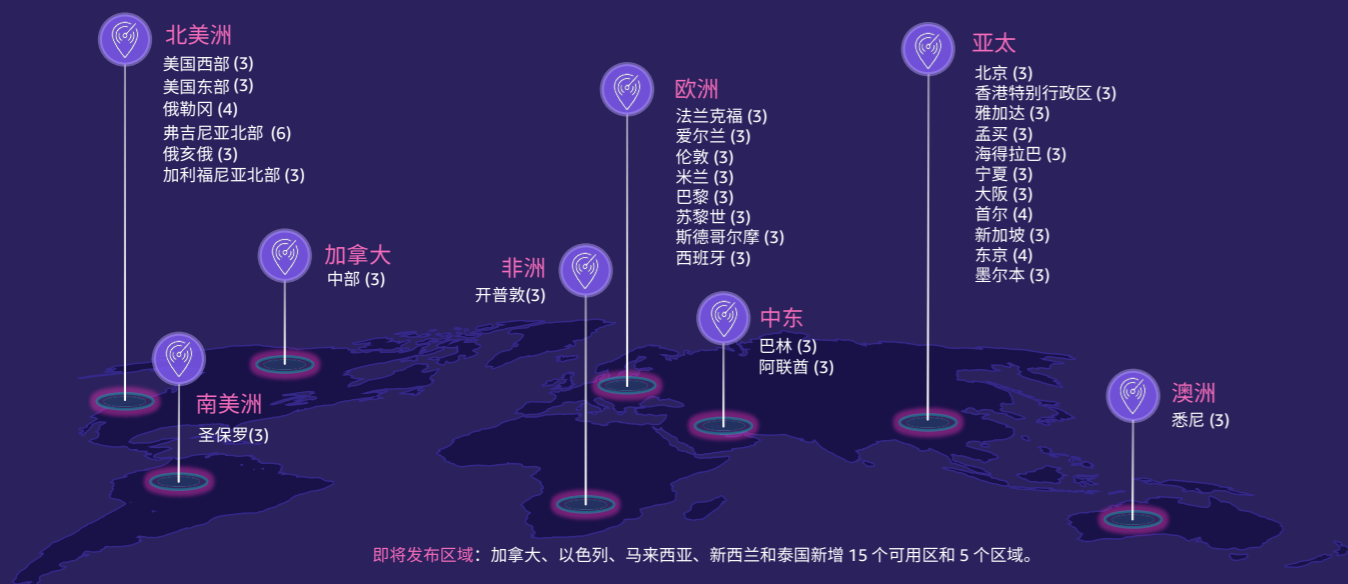 北美洲
美国西部 (3)
美国东部 (3)
俄勒冈 (4)
弗吉尼亚北部 (6)
俄亥俄 (3)
加利福尼亚北部 (3)
加拿大
中部 (3)
南美洲
圣保罗(3)
非洲
开普敦(3)
欧洲
法兰克福 (3)
爱尔兰 (3)
伦敦 (3)
米兰 (3)
巴黎 (3)
苏黎世 (3)
斯德哥尔摩 (3)
西班牙 (3)
中东
巴林 (3)
阿联酋 (3)
亚太
北京 (3)
香港特别行政区 (3)
雅加达 (3)
孟买 (3)
海得拉巴 (3)
宁夏 (3)
大阪 (3)
首尔 (4)
新加坡 (3)
东京 (4)
墨尔本 (3)
澳洲
悉尼 (3)
即将发布区域：加拿大、以色列、马来西亚、新西兰和泰国新增 15 个可用区和 5 个区域。